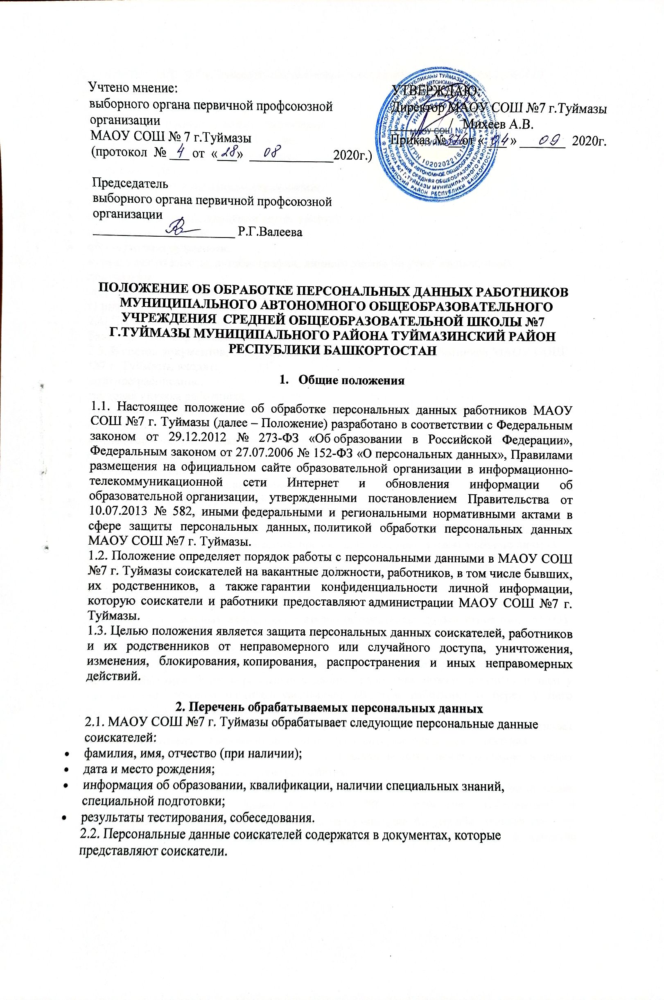 Учтено мнение:
выборного органа первичной профсоюзной
организации
МАОУ СОШ № 7 г.Туймазы
(протокол № 4 от «28» 08 2020г.)
Председатель
выборного органа первичной профсоюзной
организации
Р.Г.Валеева
УТВЕРЖДАЮ
Директор МАОУ СОШ №7 г.Туймазы
/ Михеев А.В.
Приказ №376 от «04» 09 2020г.
МАОУ СОШ №7
ПОЛОЖЕНИЕ ОБ ОБРАБОТКЕ ПЕРСОНАЛЬНЫХ ДАННЫХ РАБОТНИКОВ
МУНИЦИПАЛЬНОГО АВТОНОМНОГО ОБЩЕОБРАЗОВАТЕЛЬНОГО
УЧРЕЖДЕНИЯ СРЕДНЕЙ ОБЩЕОБРАЗОВАТЕЛЬНОЙ ШКОЛЫ №7
Г.ТУЙМАЗЫ МУНИЦИПАЛЬНОГО РАЙОНА ТУЙМАЗИНСКИЙ РАЙОН
РЕСПУБЛИКИ БАШКОРТОСТАН
1. Общие положения
1.1. Настоящее положение об обработке персональных данных работников МАОУ
СОШ №7 г. Туймазы (далее – Положение) разработано в соответствии с Федеральным
законом от 29.12.2012 № 273-ФЗ «Об образовании в Российской Федерации»,
Федеральным законом от 27.07.2006 № 152-ФЗ «О персональных данных», Правилами
размещения на официальном сайте образовательной организации в информационно-
телекоммуникационной сети Интернет и обновления информации об
образовательной организации, утвержденными постановлением Правительства от
10.07.2013 № 582, иными федеральными и региональными нормативными актами в
сфере защиты персональных данных, политикой обработки персональных данных
МАОУ СОШ №7 г. Туймазы.
1.2. Положение определяет порядок работы с персональными данными в МАОУ СОШ
№7 г. Туймазы соискателей на вакантные должности, работников, в том числе бывших,
их родственников, а также гарантии конфиденциальности личной информации,
которую соискатели и работники предоставляют администрации МАОУ СОШ №7 г.
Туймазы.
1.3. Целью положения является защита персональных данных соискателей, работников
и их родственников от неправомерного или случайного доступа, уничтожения,
изменения, блокирования, копирования, распространения и иных неправомерных
действий.
2. Перечень обрабатываемых персональных данных
2.1. МАОУ СОШ №7 г. Туймазы обрабатывает следующие персональные данные
соискателей:
• фамилия, имя, отчество (при наличии);
• дата и место рождения;
• информация об образовании, квалификации, наличии специальных знаний,
специальной подготовки;
• результаты тестирования, собеседования.
2.2. Персональные данные соискателей содержатся в документах, которые
представляют соискатели.